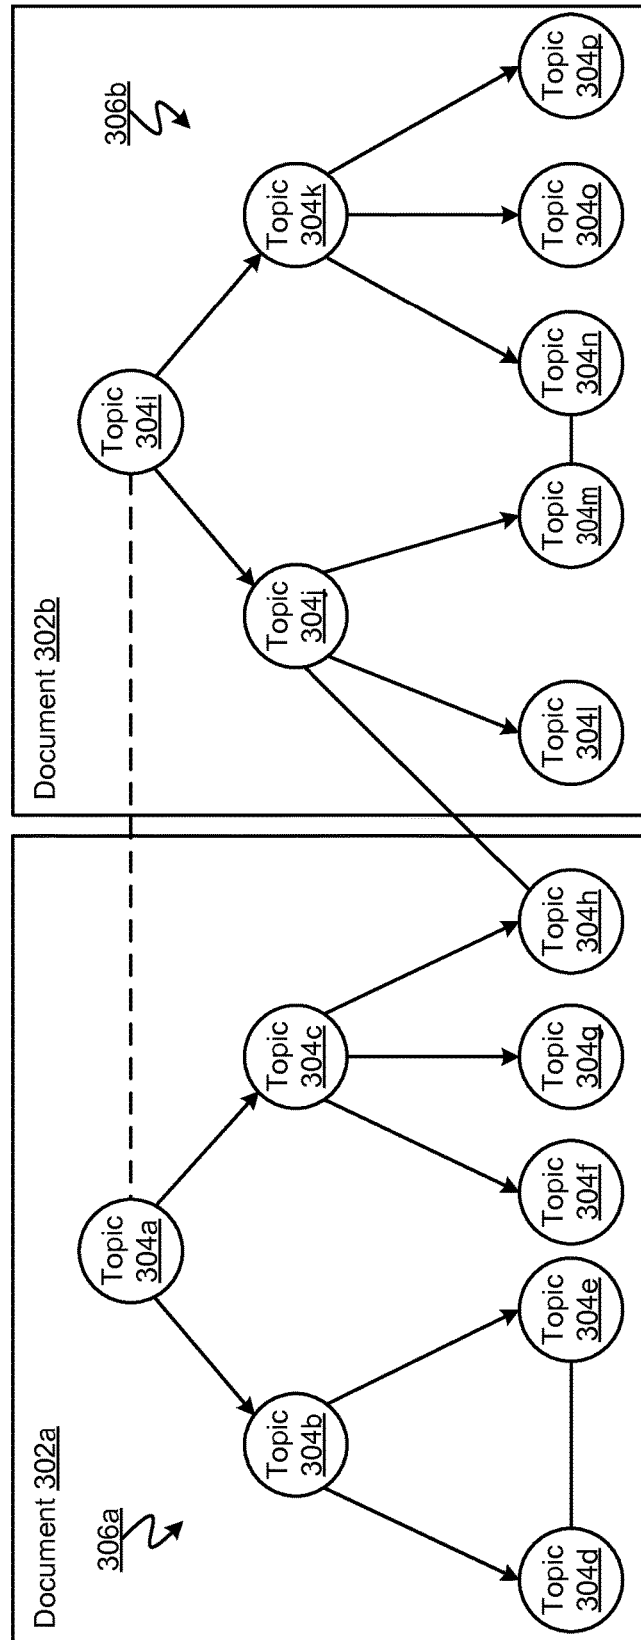 Document 302a
306a
Topic
304a
Topic
304b
Topic
304c
Topic
304d
Topic
304e
Topic
304f
Topic
304g
Topic
304h
Document 302b
306b
Topic
304i
Topic
304j
Topic
304k
Topic
304l
Topic
304m
Topic
304n
Topic
304o
Topic
304p